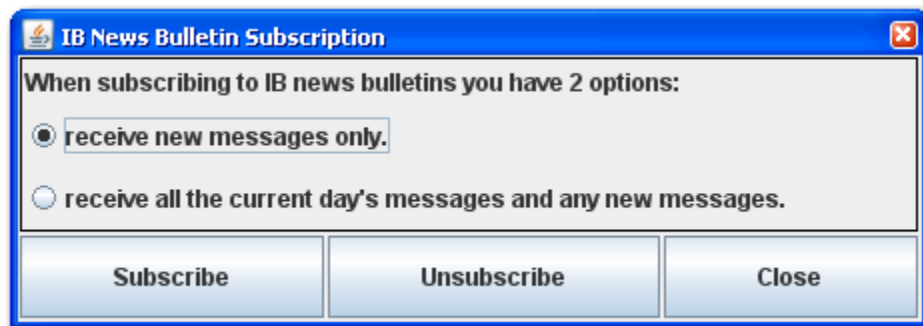 IB News Bulletin Subscription
When subscribing to IB news bulletins you have 2 options:
receive new messages only.
receive all the current day's messages and any new messages.
Subscribe Unsubscribe Close